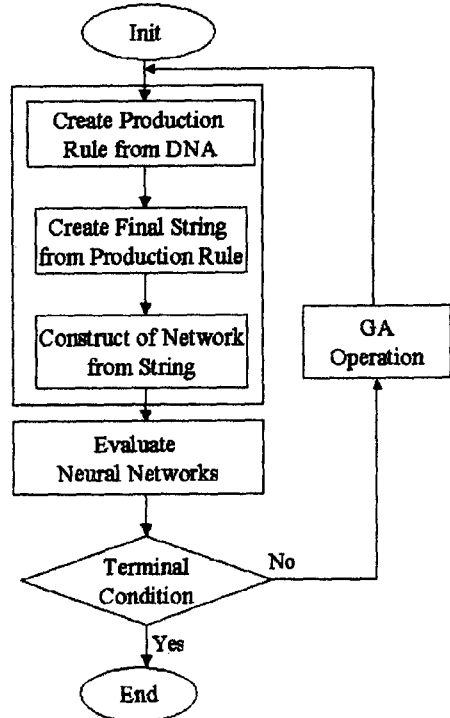 Init
Create Production
Rule from DNA
Create Final String
from Production Rule
Construct of Network
from String
GA
Operation
Evaluate
Neural Networks
Terminal
Condition
No
Yes
End